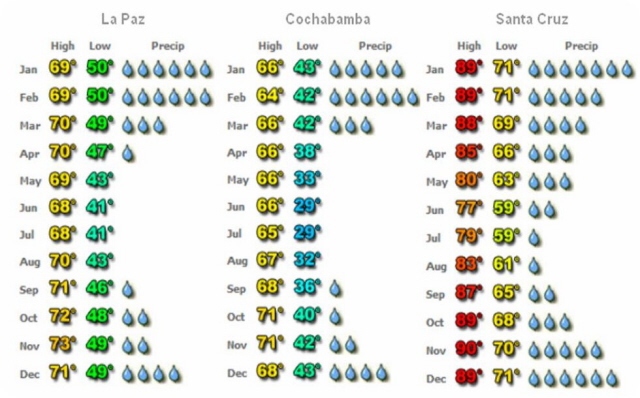 La Paz Cochabamba Santa Cruz
High Low Precip High Low Precip High Low Precip
Jan 69° 50° Jan 66° 43° Jan 89° 71°
Feb 69° 50° Feb 64° 42° Feb 89° 71°
Mar 70° 49° Mar 66° 42° Mar 88° 69°
Apr 70° 47° Apr 66° 38° Apr 85° 66°
May 69° 43° May 66° 33° May 80° 63°
Jun 68° 41° Jun 66° 29° Jun 77° 59°
Jul 68° 41° Jul 65° 29° Jul 79° 59°
Aug 70° 43° Aug 67° 32° Aug 83° 61°
Sep 71° 46° Sep 68° 36° Sep 87° 65°
Oct 72° 48° Oct 71° 40° Oct 89° 68°
Nov 73° 49° Nov 71° 42° Nov 90° 70°
Dec 71° 49° Dec 68° 43° Dec 89° 71°